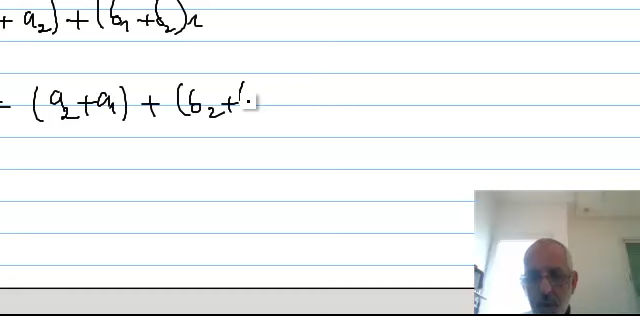 + a₂) + (b₁ + b₂)i
= (a₂ + a₁) + (b₂ +